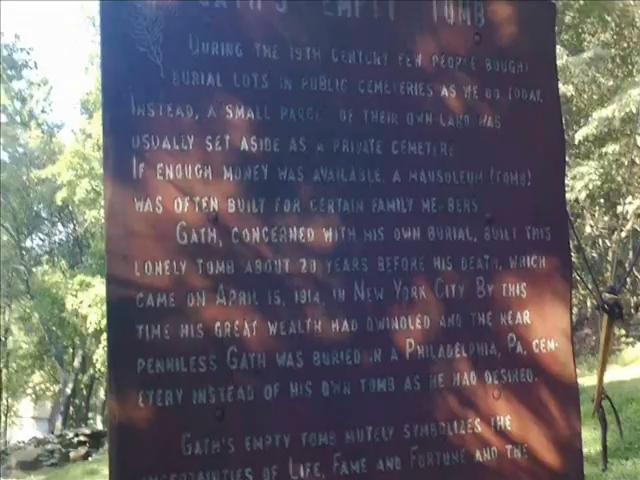 GATH'S EMPTY TOMB
DURING THE 19TH CENTURY FEW PEOPLE BOUGHT
BURIAL LOTS IN PUBLIC CEMETERIES AS WE DO TODAY.
INSTEAD, A SMALL PARCEL OF THEIR OWN LAND WAS
USUALLY SET ASIDE AS A PRIVATE CEMETERY.
IF ENOUGH MONEY WAS AVAILABLE, A MAUSOLEUM (TOMB)
WAS OFTEN BUILT FOR CERTAIN FAMILY MEMBERS.
GATH, CONCERNED WITH HIS OWN BURIAL, BUILT THIS
LONELY TOMB ABOUT 20 YEARS BEFORE HIS DEATH, WHICH
CAME ON APRIL 15, 1914, IN NEW YORK CITY BY THIS
TIME HIS GREAT WEALTH HAD DWINDLED AND THE NEAR
PENNILESS GATH WAS BURIED IN A PHILADELPHIA, PA. CEM-
ETERY INSTEAD OF HIS OWN TOMB AS HE HAD DESIRED.
GATH'S EMPTY TOMB MUTELY SYMBOLIZES THE
UNCERTAINTIES OF LIFE, FAME AND FORTUNE AND THE